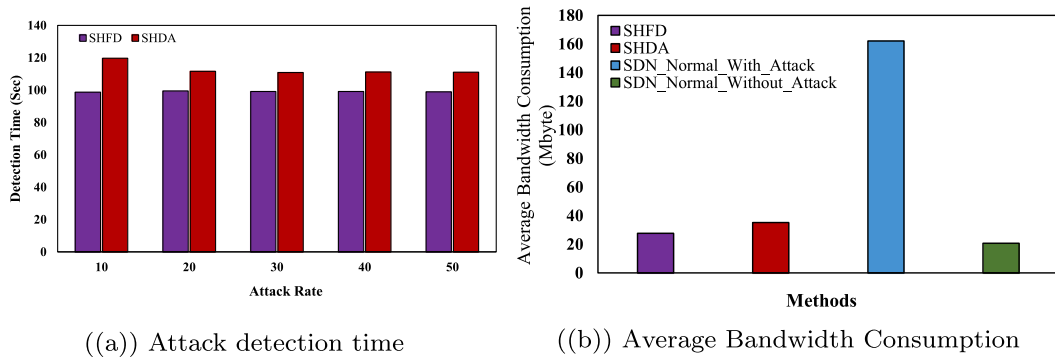 140
120
100
80
60
40
20
0
Detection Time (Sec)
SHFD SHDA
10 20 30 40 50
Attack Rate
((a)) Attack detection time
180
160
140
120
100
80
60
40
20
0
Average Bandwidth Consumption
(Mbyte)
SHFD
SHDA
SDN_Normal_With_Attack
SDN_Normal_Without_Attack
Methods
((b)) Average Bandwidth Consumption